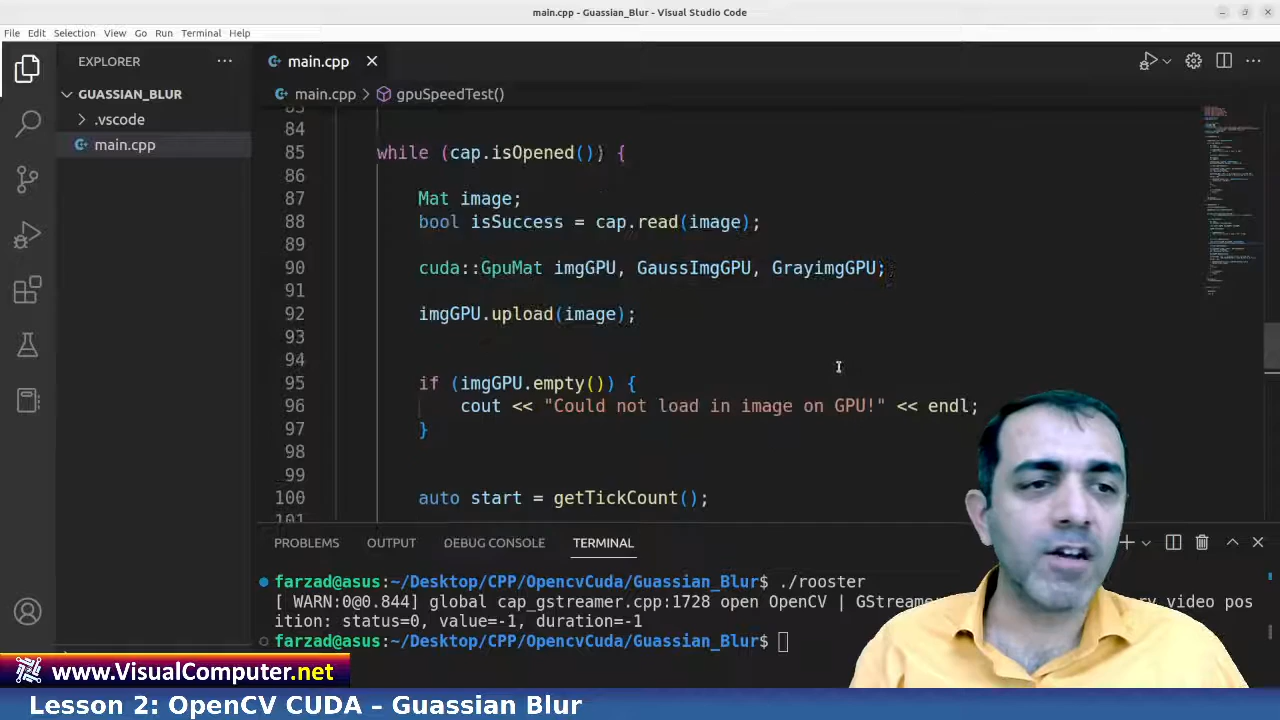 main.cpp - Guassian_Blur - Visual Studio Code
File Edit Selection View Go Run Terminal Help
EXPLORER
main.cpp
GUASSIAN_BLUR
main.cpp > gpuSpeedTest()
.vscode
main.cpp
84
85 while (cap.isOpened()) {
86
87 Mat image;
88 bool isSuccess = cap.read(image);
89
90 cuda::GpuMat imgGPU, GaussImgGPU, GrayimgGPU;
91
92 imgGPU.upload(image);
93
94
95 if (imgGPU.empty()) {
96 cout << "Could not load in image on GPU!" << endl;
97 }
98
99
100 auto start = getTickCount();
PROBLEMS OUTPUT DEBUG CONSOLE TERMINAL
farzad@asus:~/Desktop/CPP/OpencvCuda/Guassian_Blur$ ./rooster
[ WARN:0@0.844] global cap_gstreamer.cpp:1728 open OpenCV | GStreamer video pos
ition: status=0, value=-1, duration=-1
farzad@asus:~/Desktop/CPP/OpencvCuda/Guassian_Blur$
www.VisualComputer.net
Lesson 2: OpenCV CUDA – Guassian Blur